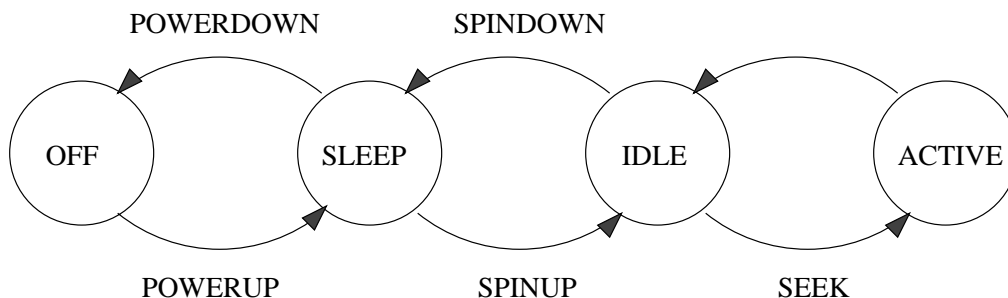 POWERDOWN
SPINDOWN
OFF
SLEEP
IDLE
ACTIVE
POWERUP
SPINUP
SEEK